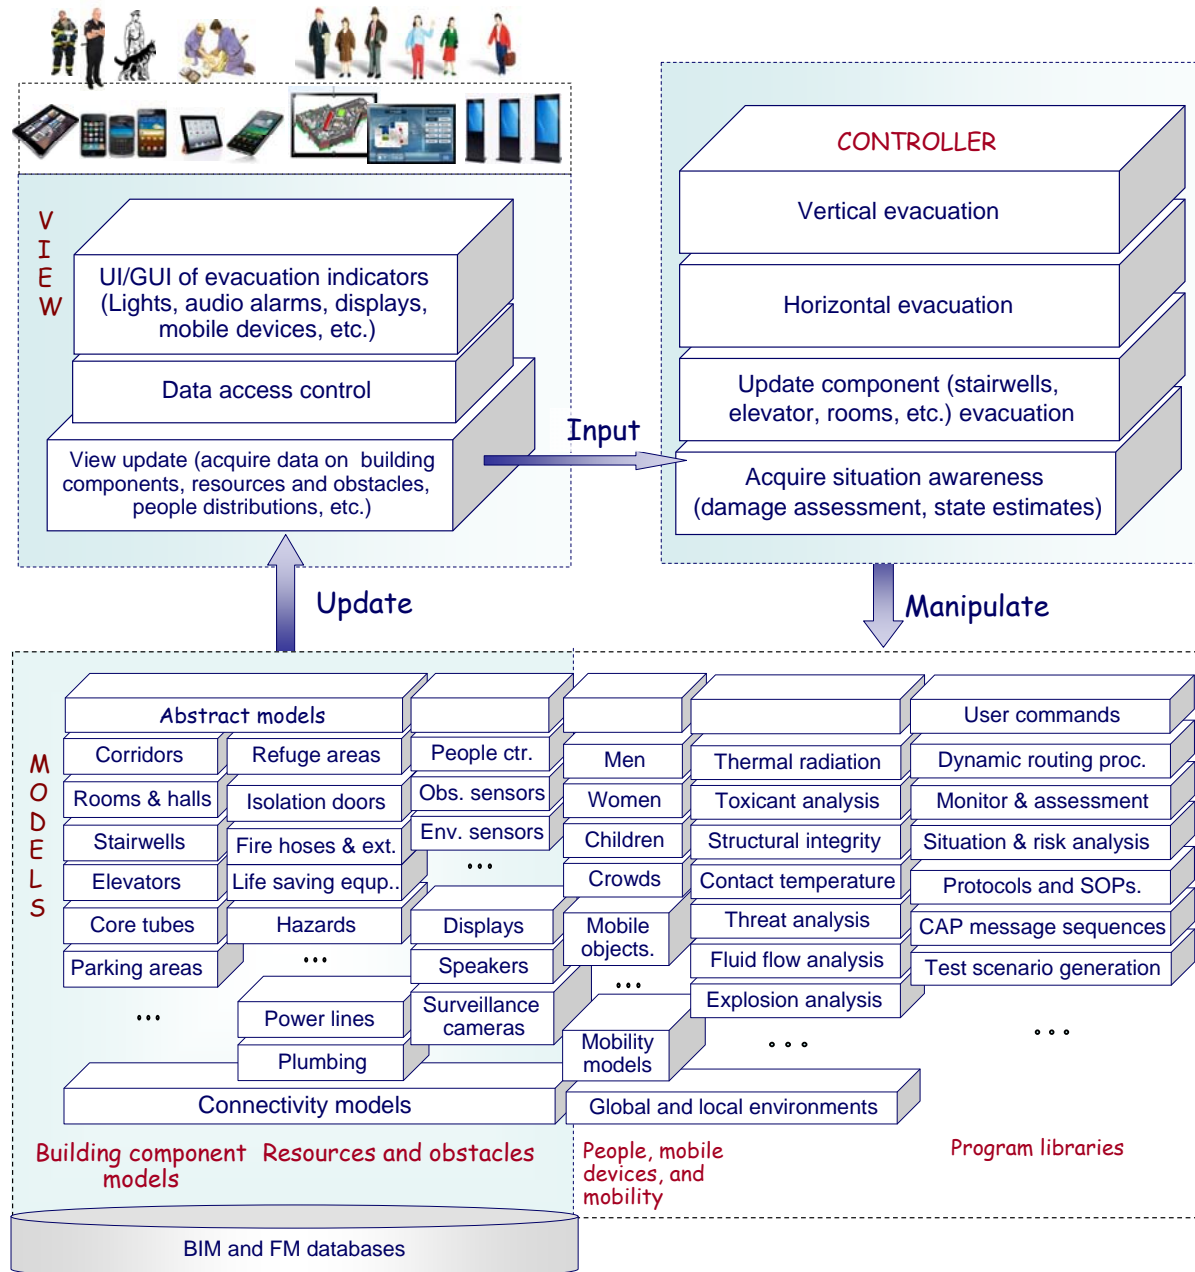 VIEW
UI/GUI of evacuation indicators
(Lights, audio alarms, displays,
mobile devices, etc.)
Data access control
View update (acquire data on building
components, resources and obstacles,
people distributions, etc.)
Input
CONTROLLER
Vertical evacuation
Horizontal evacuation
Update component (stairwells,
elevator, rooms, etc.) evacuation
Acquire situation awareness
(damage assessment, state estimates)
Update
Manipulate
MODELS
Abstract models
Corridors
Rooms & halls
Stairwells
Elevators
Core tubes
Parking areas
...
Refuge areas
Isolation doors
Fire hoses & ext.
Life saving equp..
Hazards
...
Power lines
Plumbing
People ctr.
Obs. sensors
Env. sensors
...
Displays
Speakers
Surveillance
cameras
Connectivity models
Men
Women
Children
Crowds
Mobile
objects.
...
Mobility
models
Thermal radiation
Toxicant analysis
Structural integrity
Contact temperature
Threat analysis
Fluid flow analysis
Explosion analysis
...
Global and local environments
User commands
Dynamic routing proc.
Monitor & assessment
Situation & risk analysis
Protocols and SOPs.
CAP message sequences
Test scenario generation
...
Building component
models
Resources and obstacles
People, mobile
devices, and
mobility
Program libraries
BIM and FM databases